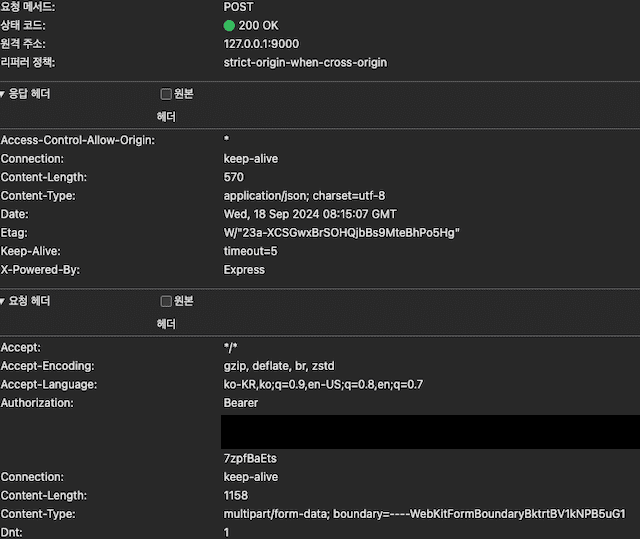 요청 메서드: POST
상태 코드: 200 OK
원격 주소: 127.0.0.1:9000
리퍼러 정책: strict-origin-when-cross-origin
▼ 응답 헤더 원본
헤더
Access-Control-Allow-Origin: *
Connection: keep-alive
Content-Length: 570
Content-Type: application/json; charset=utf-8
Date: Wed, 18 Sep 2024 08:15:07 GMT
Etag: W/"23a-XCSGwxBrSOHQjbBs9MteBhPo5Hg"
Keep-Alive: timeout=5
X-Powered-By: Express
▼ 요청 헤더 원본
헤더
Accept: */*
Accept-Encoding: gzip, deflate, br, zstd
Accept-Language: ko-KR,ko;q=0.9,en-US;q=0.8,en;q=0.7
Authorization: Bearer
7zpfBaEts
Connection: keep-alive
Content-Length: 1158
Content-Type: multipart/form-data; boundary=----WebKitFormBoundaryBktrtBV1kNPB5uG1
Dnt: 1